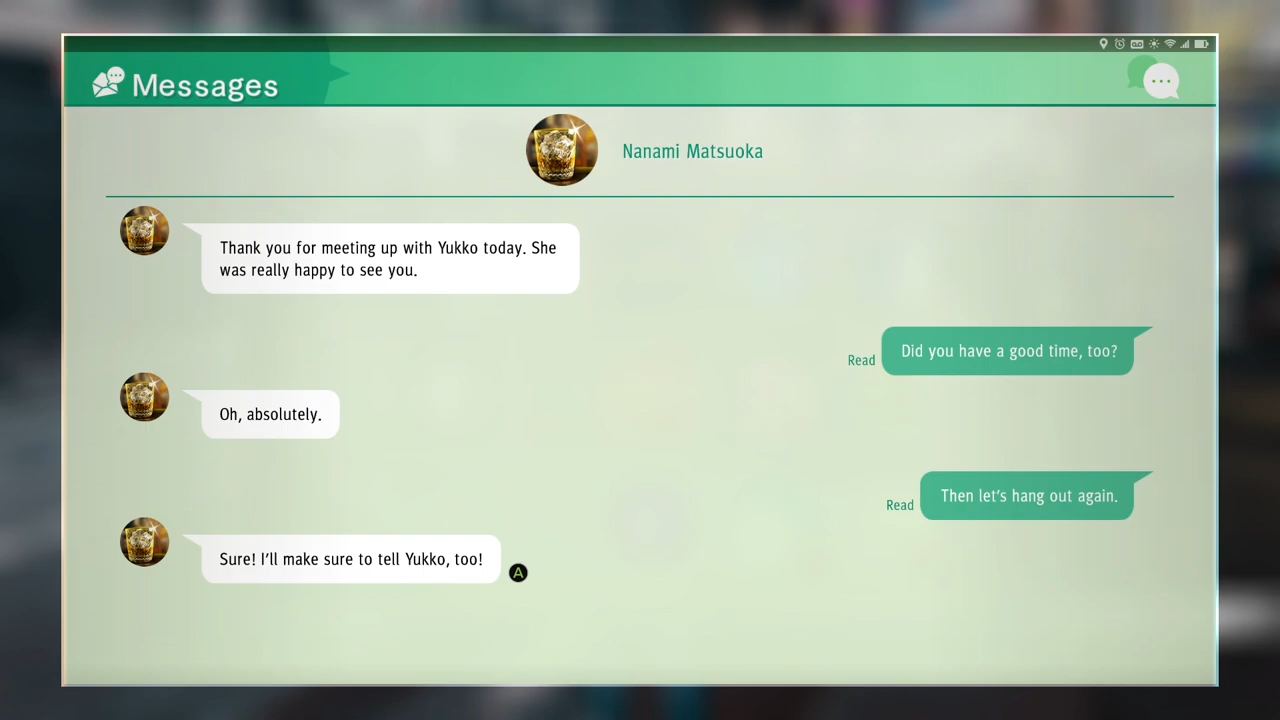 Messages
Nanami Matsuoka
Thank you for meeting up with Yukko today. She
was really happy to see you.
Did you have a good time, too?
Read
Oh, absolutely.
Then let's hang out again.
Read
Sure! I'll make sure to tell Yukko, too!
A